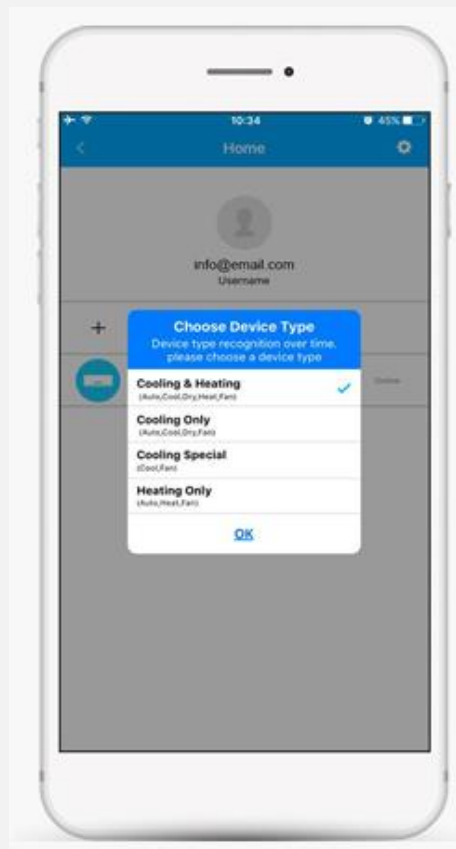 10:34
45%
Home
info@email.com
Username
+
Choose Device Type
Device type recognition over time,
please choose a device type
Cooling & Heating
(Auto,Cool,Dry,Heat,Fan)
Cooling Only
(Auto,Cool,Dry,Fan)
Cooling Special
(Cool,Fan)
Heating Only
(Auto,Heat,Fan)
OK